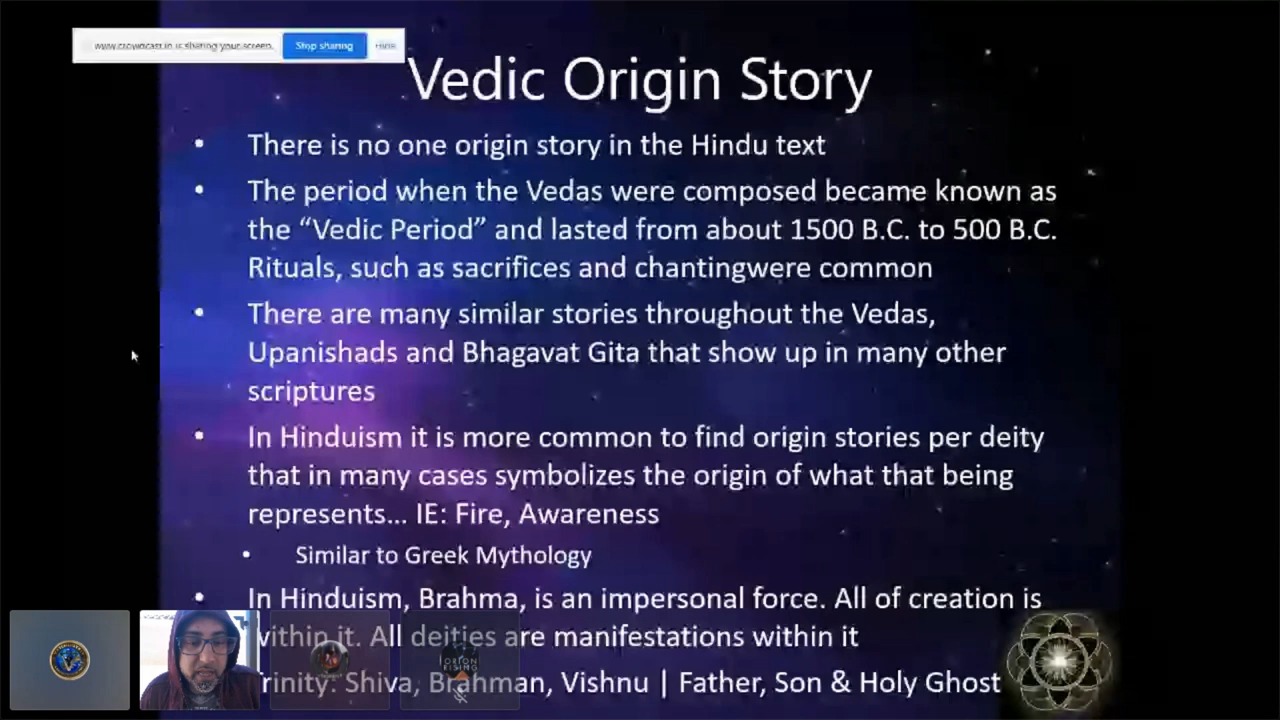 www.crowdcast.io is sharing your screen.
Stop sharing
Hide
Vedic Origin Story
• There is no one origin story in the Hindu text
• The period when the Vedas were composed became known as
the “Vedic Period” and lasted from about 1500 B.C. to 500 B.C.
Rituals, such as sacrifices and chantingwere common
• There are many similar stories throughout the Vedas,
Upanishads and Bhagavat Gita that show up in many other
scriptures
• In Hinduism it is more common to find origin stories per deity
that in many cases symbolizes the origin of what that being
represents... IE: Fire, Awareness
• Similar to Greek Mythology
• In Hinduism, Brahma, is an impersonal force. All of creation is
within it. All deities are manifestations within it
Trinity: Shiva, Brahman, Vishnu | Father, Son & Holy Ghost
ORION
RISING